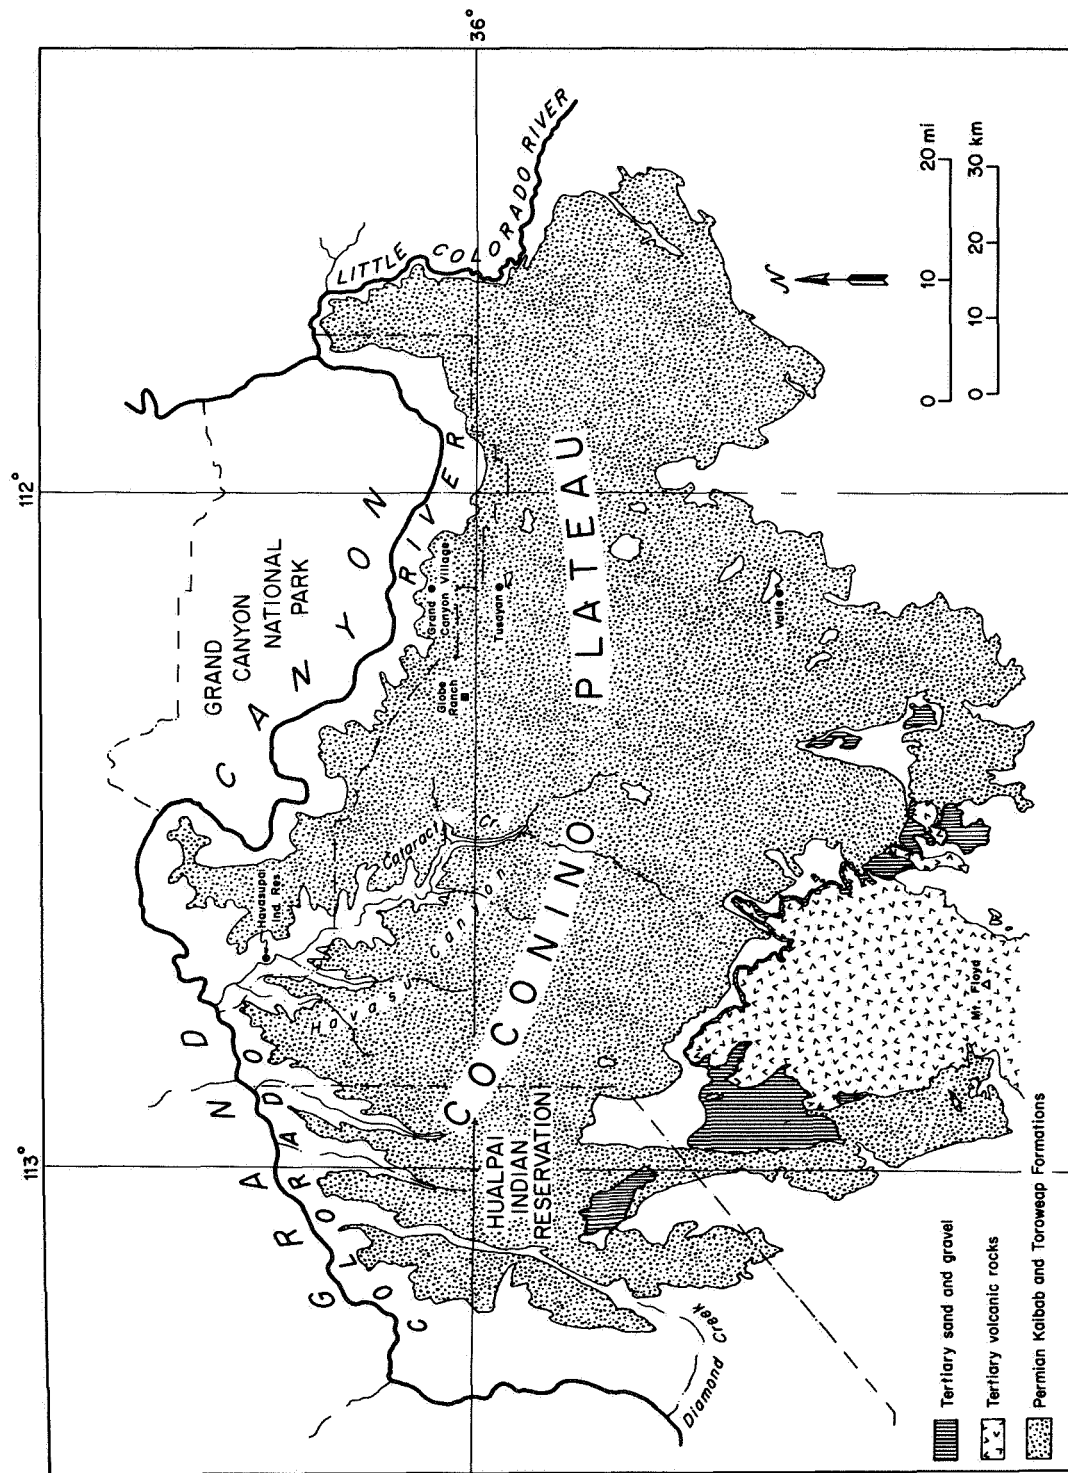 113°
112°
36°
GRAND
CANYON
NATIONAL
PARK
GRAND CANYON
COLORADO RIVER
LITTLE COLORADO RIVER
Havasupai
Ind. Res.
Grand
Canyon Village
Globe
Ranch
Tusayan
Cataract Cr
Havasu Canyon
COCONINO PLATEAU
HUALPAI
INDIAN
RESERVATION
Valle
Mt. Floyd
Diamond Creek
N
0 10 20 mi
0 10 20 30 km
Tertiary sand and gravel
Tertiary volcanic rocks
Permian Kaibab and Toroweap Formations